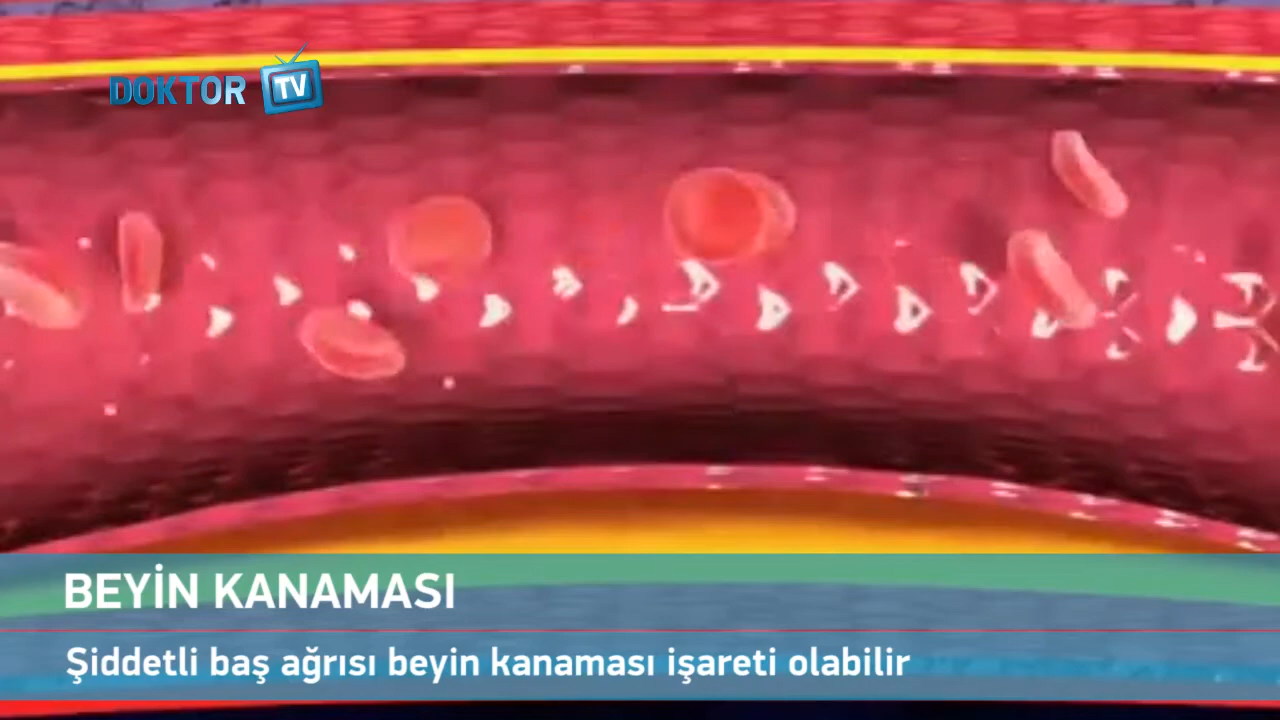 DOKTOR TV
BEYİN KANAMASI
Şiddetli baş ağrısı beyin kanaması işareti olabilir